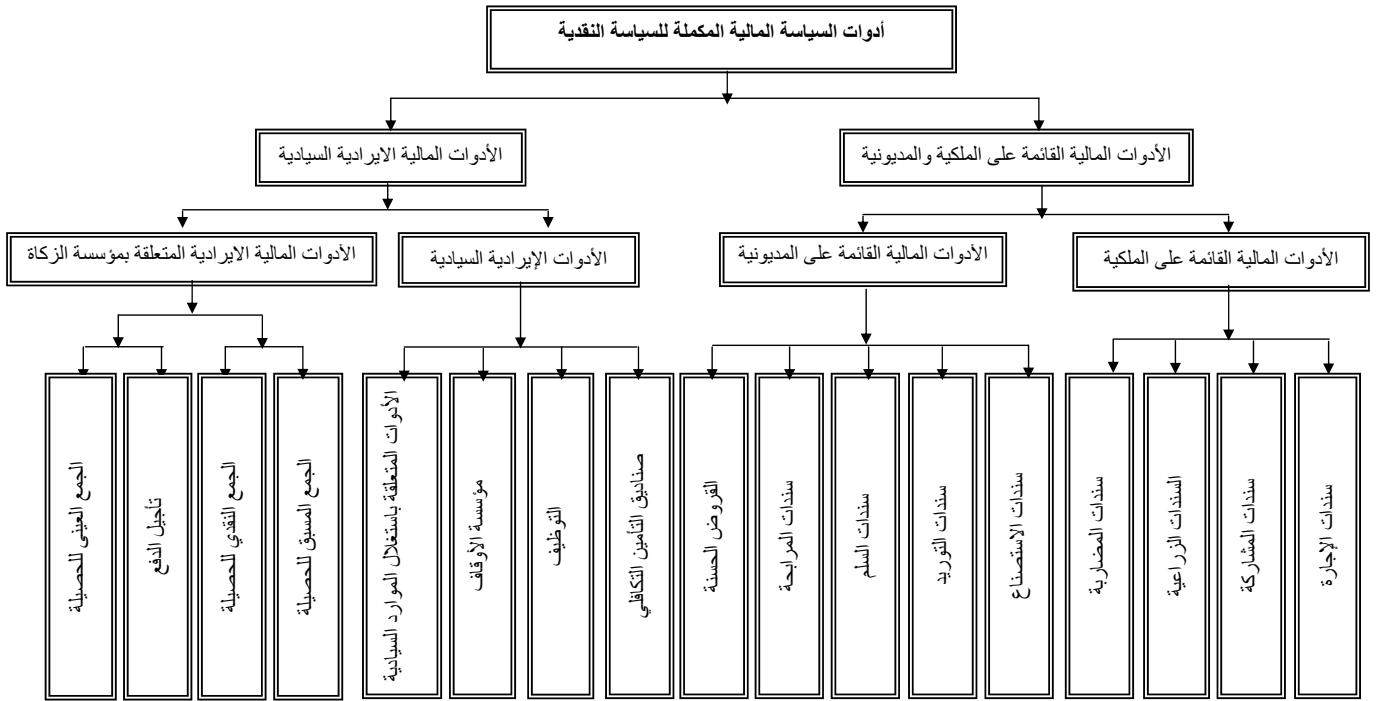 أدوات السياسة المالية المكملة للسياسة النقدية
الأدوات المالية القائمة على الملكية والمديونية
الأدوات المالية الايرادية السيادية
الأدوات المالية القائمة على الملكية
الأدوات المالية القائمة على المديونية
الأدوات الإيرادية السيادية
الأدوات المالية الايرادية المتعلقة بمؤسسة الزكاة
سندات الإجارة
سندات المشاركة
السندات الزراعية
سندات المضاربة
سندات الاستصناع
سندات التوريد
سندات السلم
سندات المرابحة
القروض الحسنة
صناديق التأمين التكافلي
التوظيف
مؤسسة الأوقاف
الأدوات المتعلقة باستغلال الموارد السيادية
الجمع المسبق للحصيلة
الجمع النقدي للحصيلة
تأجيل الدفع
الجمع العيني للحصيلة